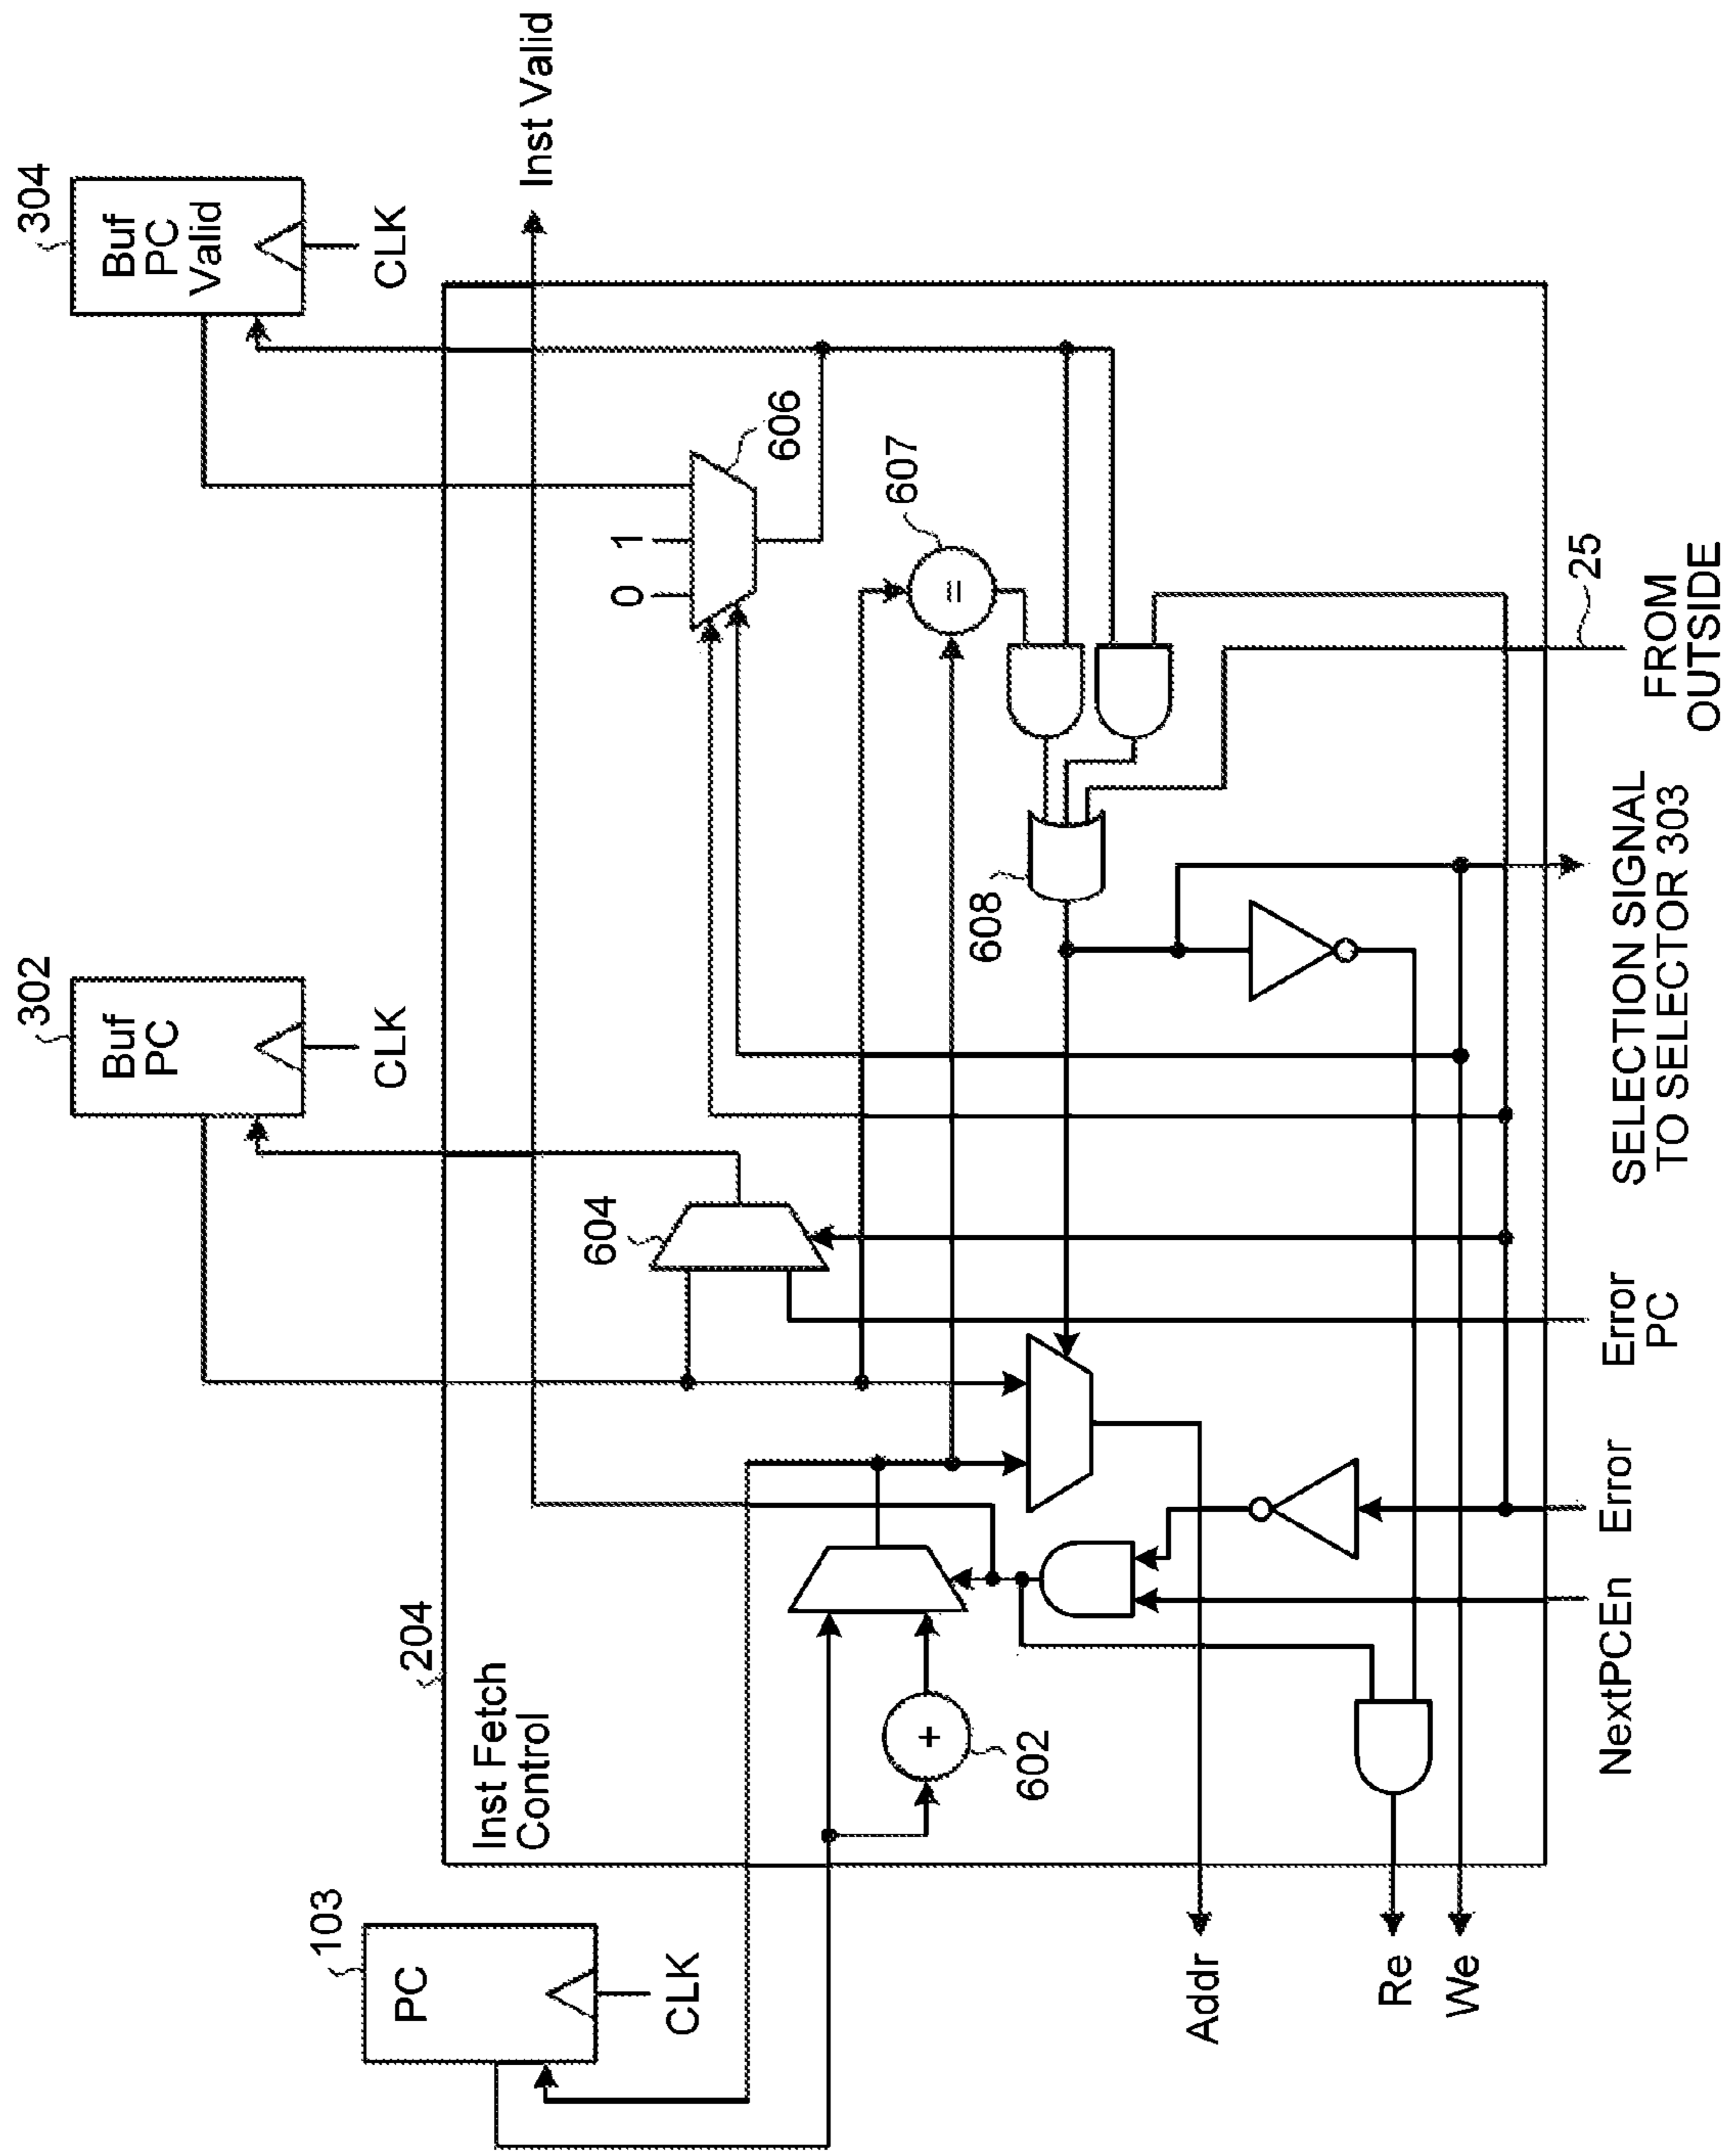 304
Buf
PC
Valid
CLK
Inst Valid
302
Buf
PC
CLK
606
0
1
607
=
604
608
103
PC
CLK
204
Inst Fetch
Control
+
602
25
FROM
OUTSIDE
SELECTION SIGNAL
TO SELECTOR 303
Error
PC
Error
NextPCEn
Addr
Re
We